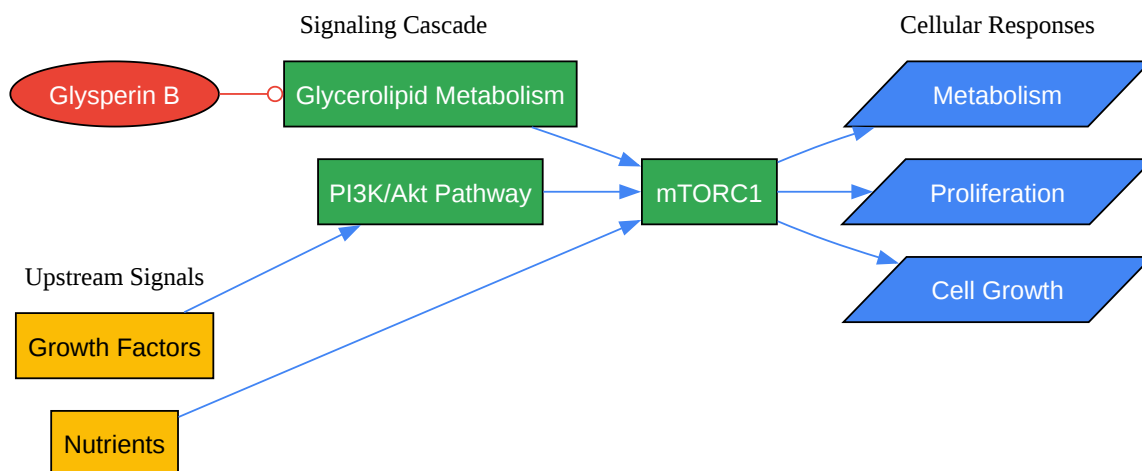 Signaling Cascade
Cellular Responses
Glysperin B
Glycerolipid Metabolism
Metabolism
PI3K/Akt Pathway
mTORC1
Proliferation
Upstream Signals
Cell Growth
Growth Factors
Nutrients